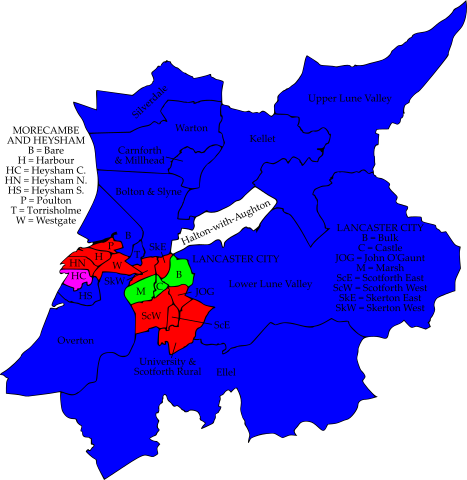 Upper Lune Valley
Silverdale
Warton
Kellet
Carnforth
& Millhead
Bolton & Slyne
MORECAMBE
AND HEYSHAM
B = Bare
H = Harbour
HC = Heysham C.
HN = Heysham N.
HS = Heysham S.
P = Poulton
T = Torrisholme
W = Westgate
Halton-with-Aughton
LANCASTER CITY
B = Bulk
C = Castle
JOG = John O'Gaunt
M = Marsh
ScE = Scotforth East
ScW = Scotforth West
SkE = Skerton East
SkW = Skerton West
B
P
H
HN
W
T
SkE
LANCASTER CITY
HC
SkW
B
HS
M
C
JOG
Lower Lune Valley
ScW
ScE
Overton
University &
Scotforth Rural
Ellel